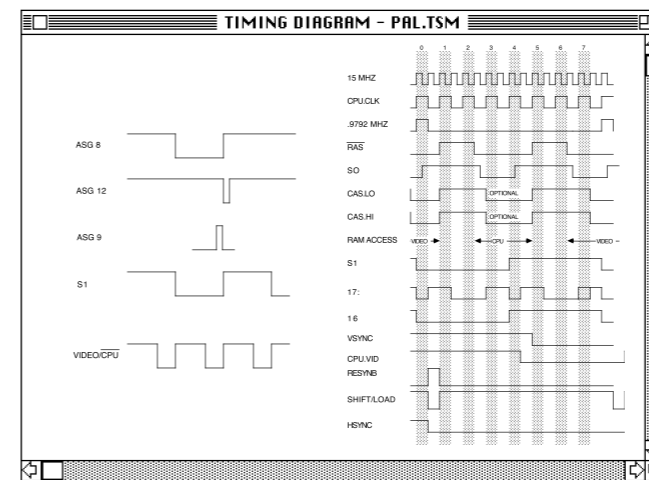 TIMING DIAGRAM - PAL.TSM
ASG 8
ASG 12
ASG 9
S1
VIDEO/CPU
0 1 2 3 4 5 6 7
15 MHZ
CPU.CLK
.9792 MHZ
RAS
SO
CAS.LO OPTIONAL
CAS.HI OPTIONAL
RAM ACCESS VIDEO CPU VIDEO
S1
17:
16
VSYNC
CPU.VID
RESYNB
SHIFT/LOAD
HSYNC